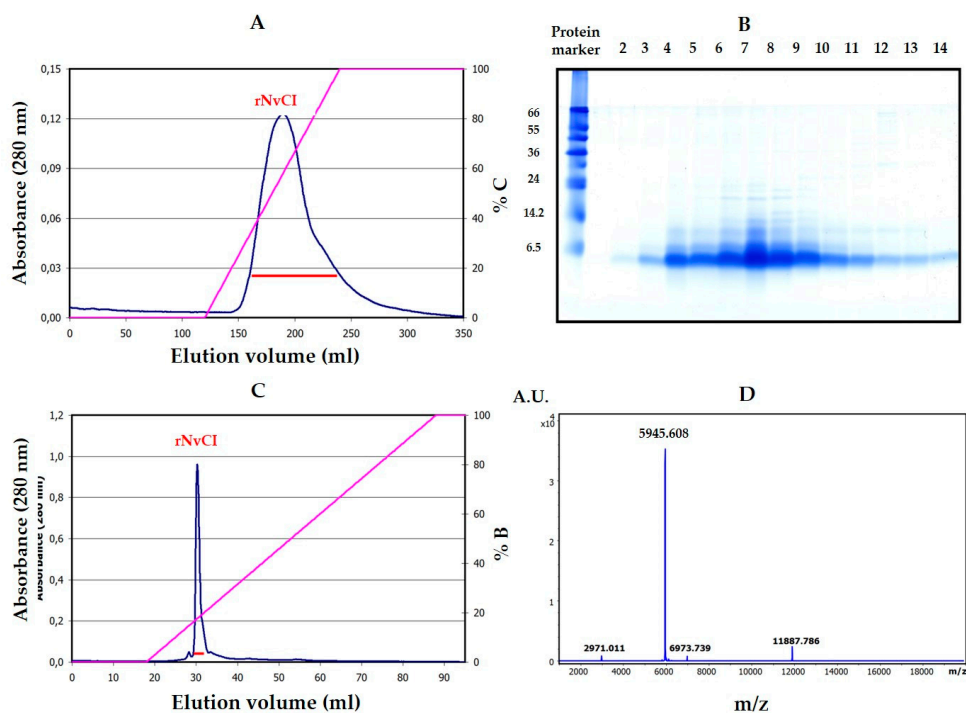 A
0,15
0,12
0,09
0,06
0,03
0,00
Absorbance (280 nm)
rNvCI
100
80
60
40
20
0
% C
0 50 100 150 200 250 300 350
Elution volume (ml)
B
Protein marker 2 3 4 5 6 7 8 9 10 11 12 13 14
66
55
36
24
14.2
6.5
C
1,2
1,0
0,8
0,6
0,4
0,2
0,0
Absorbance (280 nm)
Absorbance (280 nm)
rNvCI
100
80
60
40
20
0
% B
0 10 20 30 40 50 60 70 80 90
Elution volume (ml)
D
A.U.
4
x10
3
2
1
0
5945.608
2971.011
6973.739
11887.786
2000 4000 6000 8000 10000 12000 14000 16000 18000
m/z